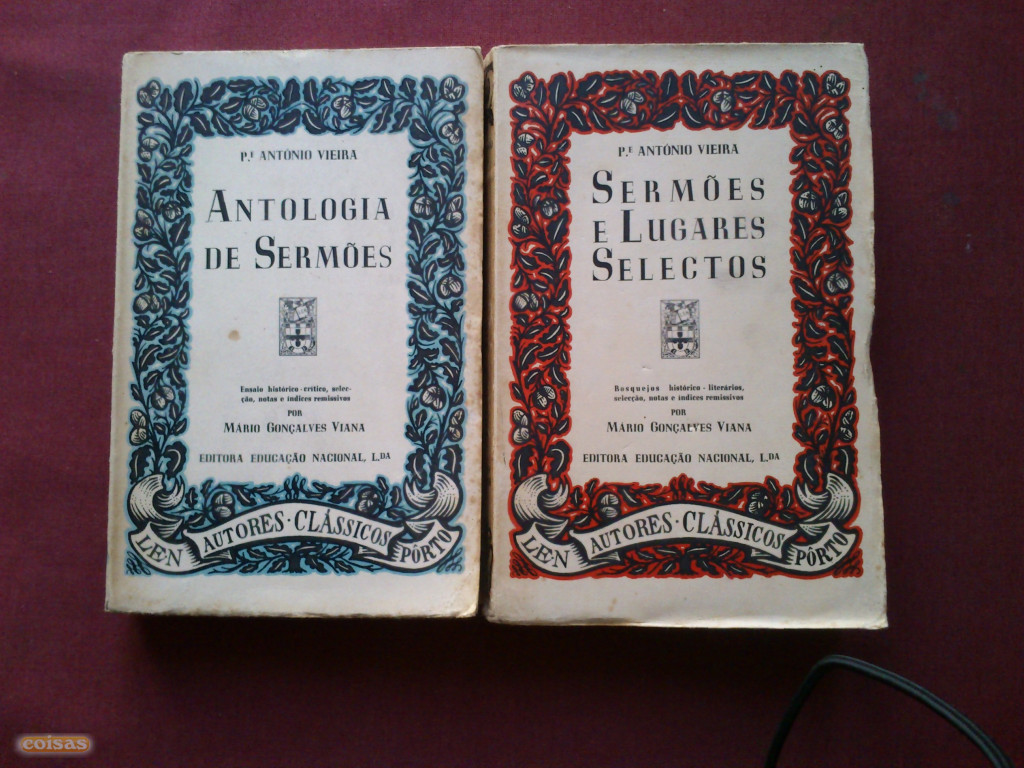 P.E ANTÓNIO VIEIRA
ANTOLOGIA
DE SERMÕES
Ensaio histórico-crítico, selec-
ção, notas e índices remissivos
POR
MÁRIO GONÇALVES VIANA
EDITORA EDUCAÇÃO NACIONAL, L.DA
LEN AUTORES·CLÁSSICOS PÔRTO
P.E ANTÓNIO VIEIRA
SERMÕES
E LUGARES
SELECTOS
Bosquejos histórico-literários,
selecção, notas e índices remissivos
POR
MÁRIO GONÇALVES VIANA
EDITORA EDUCAÇÃO NACIONAL, L.DA
L·E·N AUTORES·CLÁSSICOS PÔRTO
coisas